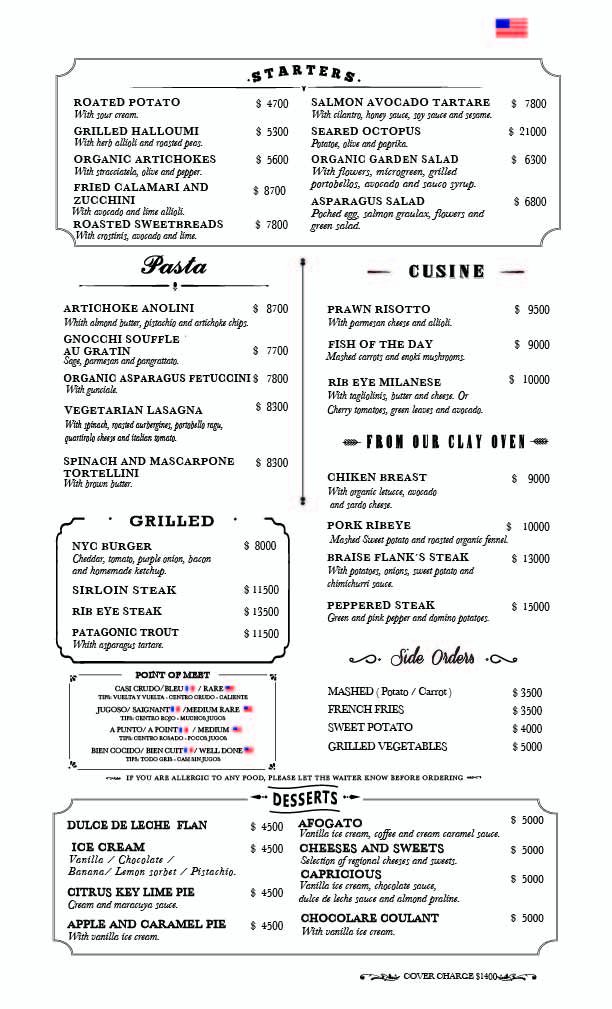 STARTERS
ROATED POTATO $ 4700
With sour cream.
GRILLED HALLOUMI $ 5300
With herb allioli and roasted peas.
ORGANIC ARTICHOKES $ 5600
With stracciatela, olive and pepper.
FRIED CALAMARI AND $ 8700
ZUCCHINI
With avocado and lime allioli.
ROASTED SWEETBREADS $ 7800
With crostinis, avocado and lime.
SALMON AVOCADO TARTARE $ 7800
With cilantro, honey sauce, soy sauce and sesame.
SEARED OCTOPUS $ 21000
Potatoe, olive and paprika.
ORGANIC GARDEN SALAD $ 6300
With flowers, microgreen, grilled
portobellos, avocado and sauco syrup.
ASPARAGUS SALAD $ 6800
Poched egg, salmon graulax, flowers and
green salad.
Pasta
ARTICHOKE ANOLINI $ 8700
Whith almond butter, pistachio and artichoke chips.
GNOCCHI SOUFFLE
AU GRATIN $ 7700
Sage, parmesan and pangrattato.
ORGANIC ASPARAGUS FETUCCINI $ 7800
With gunciale.
VEGETARIAN LASAGNA $ 8300
With spinach, roasted aurbergines, portobello ragu,
quartirolo cheese and italian tomato.
SPINACH AND MASCARPONE $ 8300
TORTELLINI
With brown butter.
CUSINE
PRAWN RISOTTO $ 9500
With parmesan cheese and allioli.
FISH OF THE DAY $ 9000
Mashed carrots and enoki mushrooms.
RIB EYE MILANESE $ 10000
With tagliolinis, butter and cheese. Or
Cherry tomatoes, green leaves and avocado.
FROM OUR CLAY OVEN
CHIKEN BREAST $ 9000
With organic letucce, avocado
and sardo cheese.
PORK RIBEYE $ 10000
Mashed Sweet potato and roasted organic fennel.
BRAISE FLANK'S STEAK $ 13000
With potatoes, onions, sweet potato and
chimichurri sauce.
PEPPERED STEAK $ 15000
Green and pink pepper and domino potatoes.
GRILLED
NYC BURGER $ 8000
Cheddar, tomato, purple onion, bacon
and homemade ketchup.
SIRLOIN STEAK $ 11500
RIB EYE STEAK $ 13500
PATAGONIC TROUT $ 11500
Whith asparagus tartare.
POINT OF MEET
CASI CRUDO/BLEU / RARE
TIPS: VUELTA Y VUELTA - CENTRO CRUDO - CALIENTE
JUGOSO/ SAIGNANT /MEDIUM RARE
TIPS: CENTRO ROJO - MUCHOS JUGOS
A PUNTO/ A POINT / MEDIUM
TIPS: CENTRO ROSADO - POCOS JUGOS
BIEN COCIDO/ BIEN CUIT / WELL DONE
TIPS: TODO GRIS - CASI SIN JUGOS
Side Orders
MASHED ( Potato / Carrot ) $ 3500
FRENCH FRIES $ 3500
SWEET POTATO $ 4000
GRILLED VEGETABLES $ 5000
IF YOU ARE ALLERGIC TO ANY FOOD, PLEASE LET THE WAITER KNOW BEFORE ORDERING
DESSERTS
DULCE DE LECHE FLAN $ 4500
ICE CREAM $ 4500
Vanilla / Chocolate /
Banana/ Lemon sorbet / Pistachio.
CITRUS KEY LIME PIE $ 4500
Cream and maracuya sauce.
APPLE AND CARAMEL PIE $ 4500
With vanilla ice cream.
AFOGATO $ 5000
Vanilla ice cream, coffee and cream caramel sauce.
CHEESES AND SWEETS $ 5000
Selection of regional cheeses and sweets.
CAPRICIOUS $ 5000
Vanilla ice cream, chocolate sauce,
dulce de leche sauce and almond praline.
CHOCOLARE COULANT $ 5000
With vanilla ice cream.
COVER CHARGE $1400